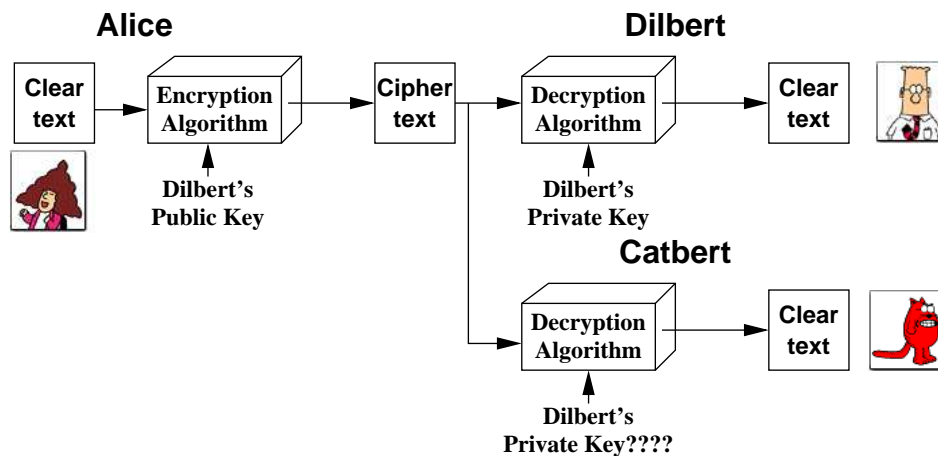 Alice
Dilbert
Clear
text
Encryption
Algorithm
Cipher
text
Decryption
Algorithm
Clear
text
Dilbert's
Public Key
Dilbert's
Private Key
Catbert
Decryption
Algorithm
Clear
text
Dilbert's
Private Key????